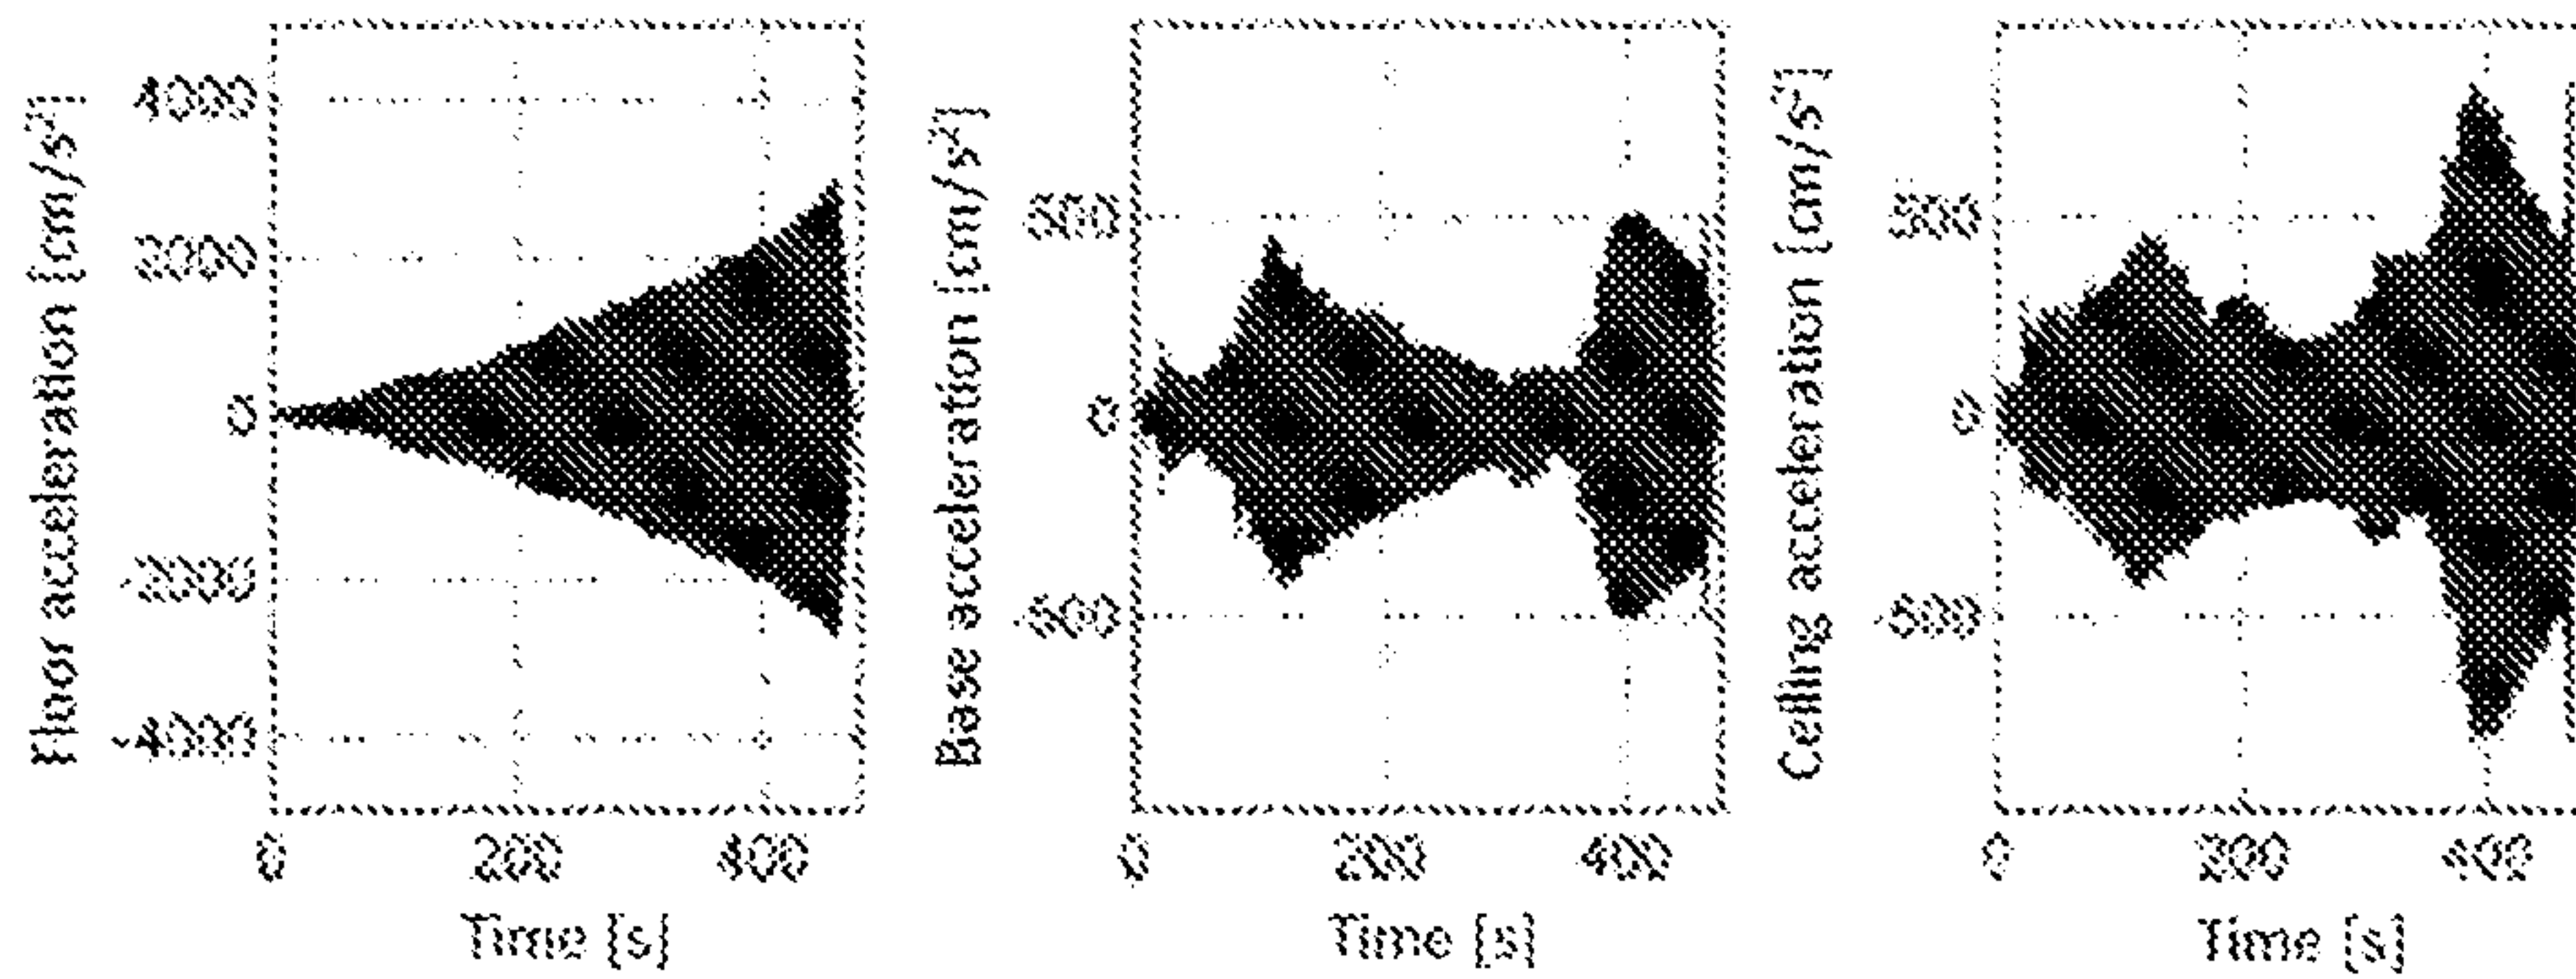 Floor acceleration [cm/s²]
4000
2000
0
-2000
-4000
0 200 400
Time [s]
Base acceleration [cm/s²]
500
0
-500
0 200 400
Time [s]
Ceiling acceleration [cm/s²]
500
0
-500
0 200 400
Time [s]